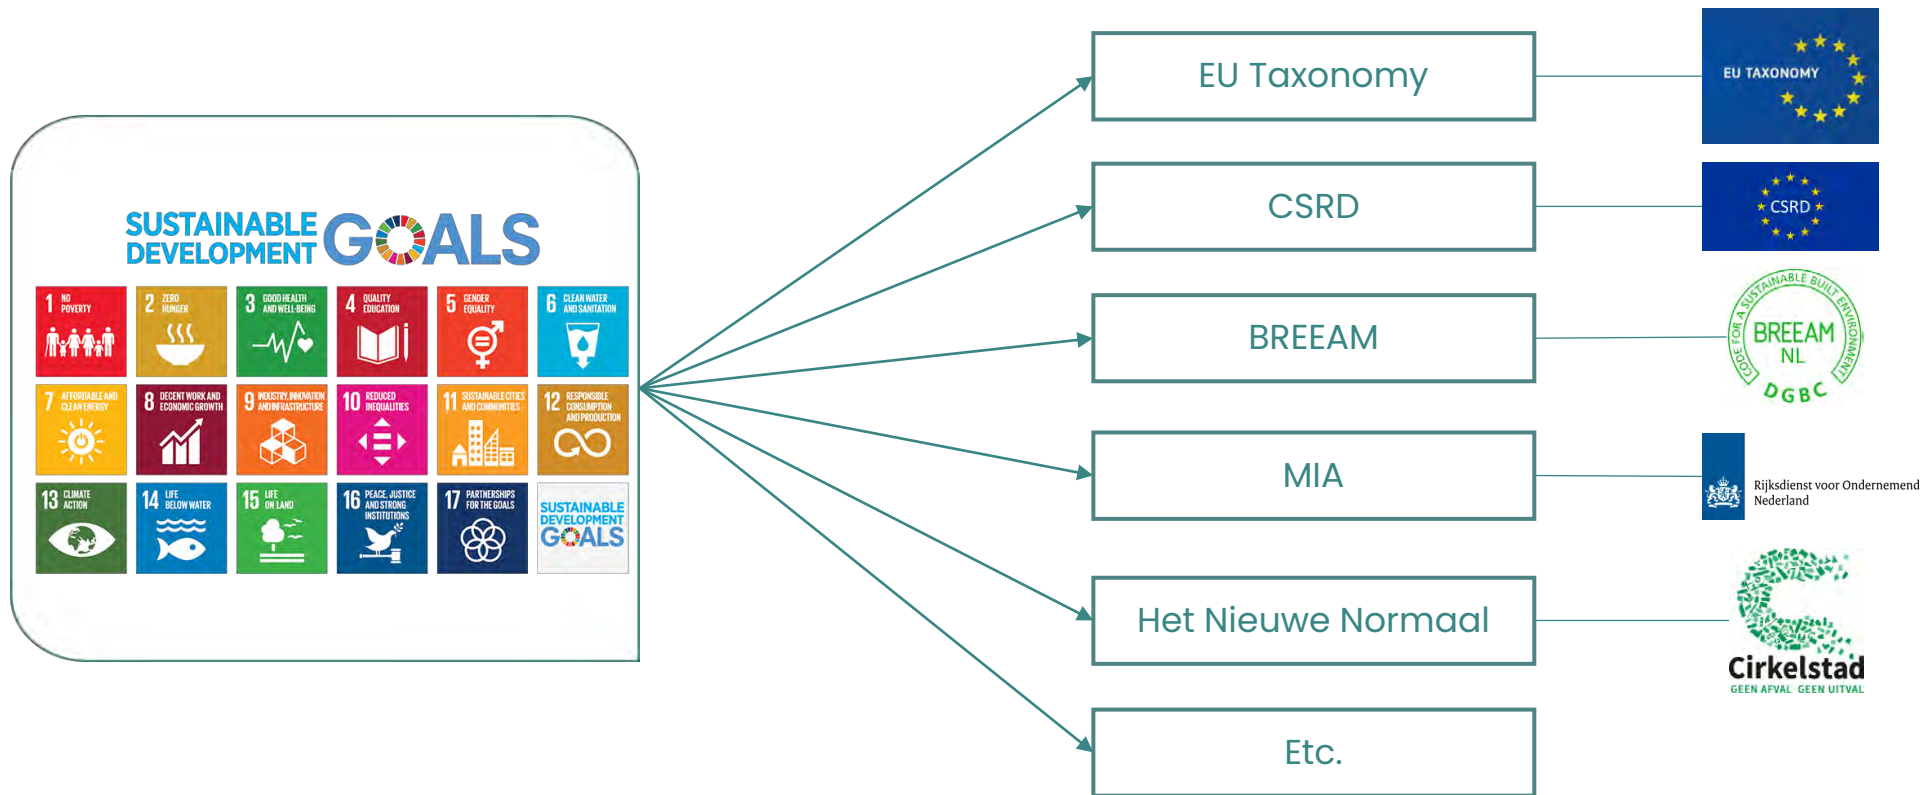 SUSTAINABLE
DEVELOPMENT
GOALS
1 NO
POVERTY
2 ZERO
HUNGER
3 GOOD HEALTH
AND WELL-BEING
4 QUALITY
EDUCATION
5 GENDER
EQUALITY
6 CLEAN WATER
AND SANITATION
7 AFFORDABLE AND
CLEAN ENERGY
8 DECENT WORK AND
ECONOMIC GROWTH
9 INDUSTRY, INNOVATION
AND INFRASTRUCTURE
10 REDUCED
INEQUALITIES
11 SUSTAINABLE CITIES
AND COMMUNITIES
12 RESPONSIBLE
CONSUMPTION
AND PRODUCTION
13 CLIMATE
ACTION
14 LIFE
BELOW WATER
15 LIFE
ON LAND
16 PEACE, JUSTICE
AND STRONG
INSTITUTIONS
17 PARTNERSHIPS
FOR THE GOALS
SUSTAINABLE
DEVELOPMENT
GOALS
EU Taxonomy
EU TAXONOMY
CSRD
CSRD
BREEAM
CODE FOR A SUSTAINABLE BUILT ENVIRONMENT
BREEAM
NL
DGBC
MIA
Rijksdienst voor Ondernemend
Nederland
Het Nieuwe Normaal
Cirkelstad
GEEN AFVAL GEEN UITVAL
Etc.